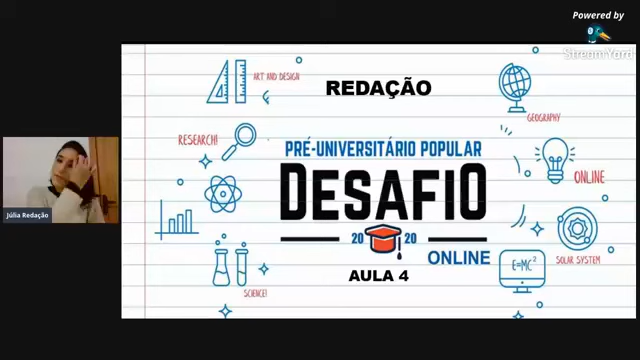 Powered by
StreamYard
REDAÇÃO
ART AND DESIGN
GEOGRAPHY
RESEARCH!
PRÉ-UNIVERSITÁRIO POPULAR
DESAFIO
ONLINE
20 20
ONLINE
AULA 4
E=MC²
SOLAR SYSTEM
SCIENCE!
Júlia Redação